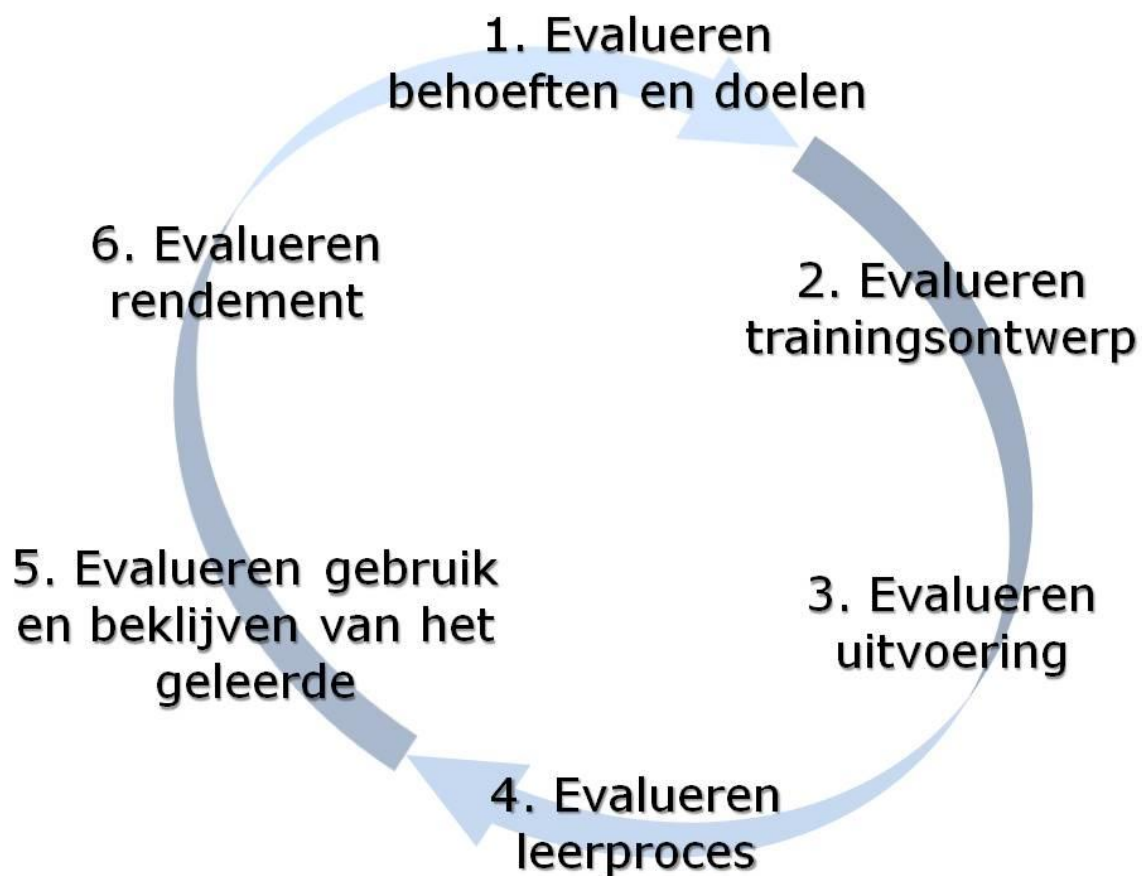 1. Evalueren
behoeften en doelen
2. Evalueren
trainingsontwerp
3. Evalueren
uitvoering
4. Evalueren
leerproces
5. Evalueren gebruik
en beklijven van het
geleerde
6. Evalueren
rendement